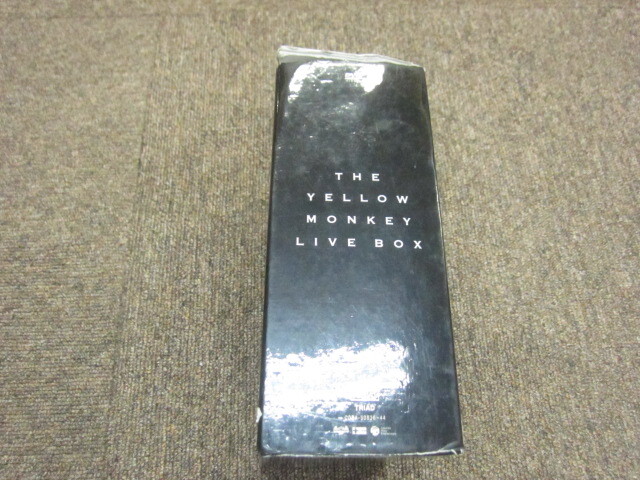 THE
YELLOW
MONKEY
LIVE BOX
TRIAD